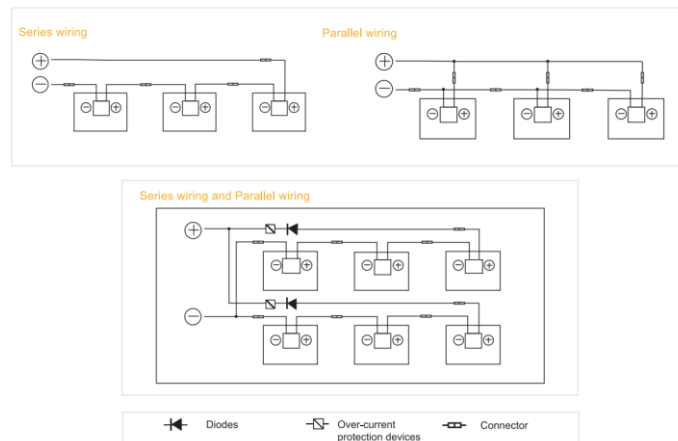 Series wiring
Parallel wiring
Series wiring and Parallel wiring
Diodes
Over-current
protection devices
Connector